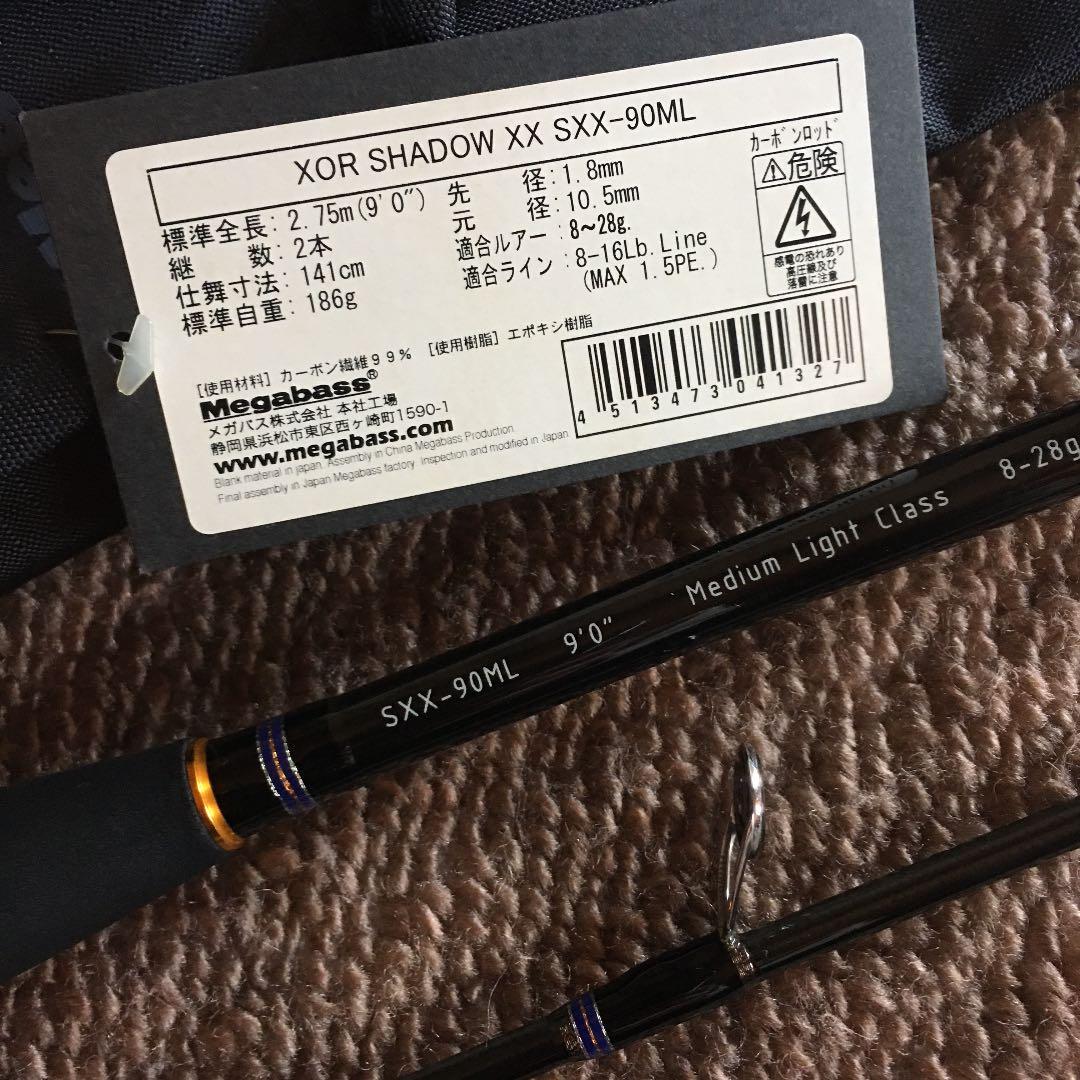 XOR SHADOW XX SXX-90ML
標準全長: 2.75m(9'0")
継 数: 2本
仕舞寸法: 141cm
標準自重: 186g
先 径: 1.8mm
元 径: 10.5mm
適合ルアー: 8~28g.
適合ライン: 8-16Lb. Line
(MAX 1.5PE.)
カーボンロッド
⚠危険
感電の恐れあり
高圧線及び
落雷に注意
[使用材料] カーボン繊維99% [使用樹脂] エポキシ樹脂
Megabass®
メガバス株式会社 本社工場
静岡県浜松市東区西ヶ崎町1590-1
www.megabass.com
Blank material in japan. Assembly in China Megabass Production.
Final assembly in Japan Megabass factory. Inspection and modified in Japan
4 513473 041327
SXX-90ML 9'0" Medium Light Class 8-28g